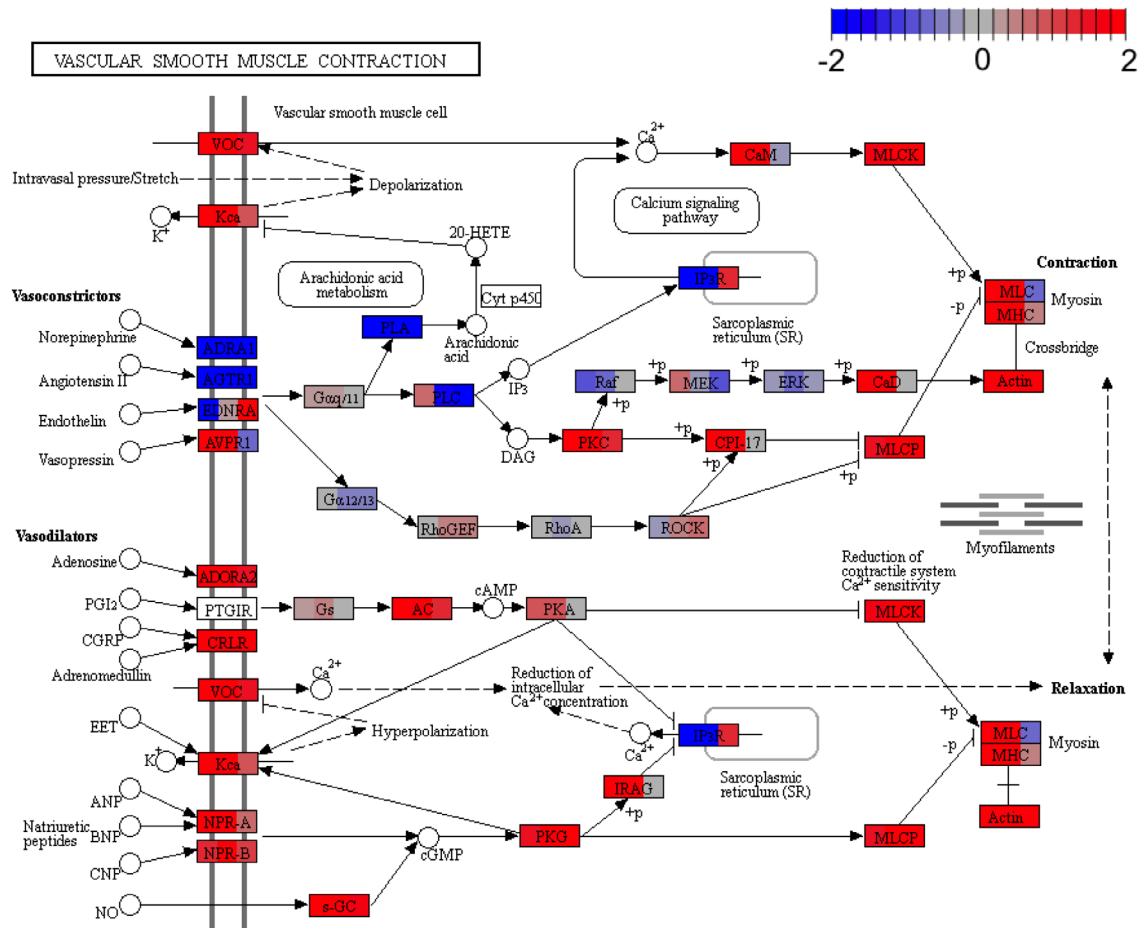 -2 0 2
VASCULAR SMOOTH MUSCLE CONTRACTION
Vascular smooth muscle cell
VOC
Ca2+
CaM
MLCK
Intravasal pressure/Stretch
Depolarization
Kca
K+
20-HETE
Calcium signaling
pathway
Arachidonic acid
metabolism
Cyt p450
IP3R
+p
-p
Contraction
MLC
MHC
Myosin
Vasoconstrictors
Norepinephrine
ADRA1
PLA
Arachidonic
acid
Sarcoplasmic
reticulum (SR)
Crossbridge
Angiotensin II
AGTR1
IP3
+p
+p
+p
Endothelin
EDNRA
Gαq/11
PLC
Raf
MEK
ERK
CaD
Actin
+p
Vasopressin
AVPR1
DAG
PKC
+p
CPI-17
MLCP
+p
+p
Gα12/13
RhoGEF
RhoA
ROCK
Myofilaments
Vasodilators
Adenosine
ADORA2
Reduction of
contractile system
Ca2+ sensitivity
PGI2
PTGIR
Gs
AC
cAMP
PKA
MLCK
CGRP
CRLR
Adrenomedullin
VOC
Ca2+
Reduction of
intracellular
Ca2+ concentration
Relaxation
EET
Hyperpolarization
K+
Kca
Ca2+
IP3R
+p
-p
MLC
MHC
Myosin
Sarcoplasmic
reticulum (SR)
ANP
IRAG
+p
Natriuretic
peptides
BNP
NPR-A
cGMP
PKG
MLCP
Actin
CNP
NPR-B
NO
s-GC